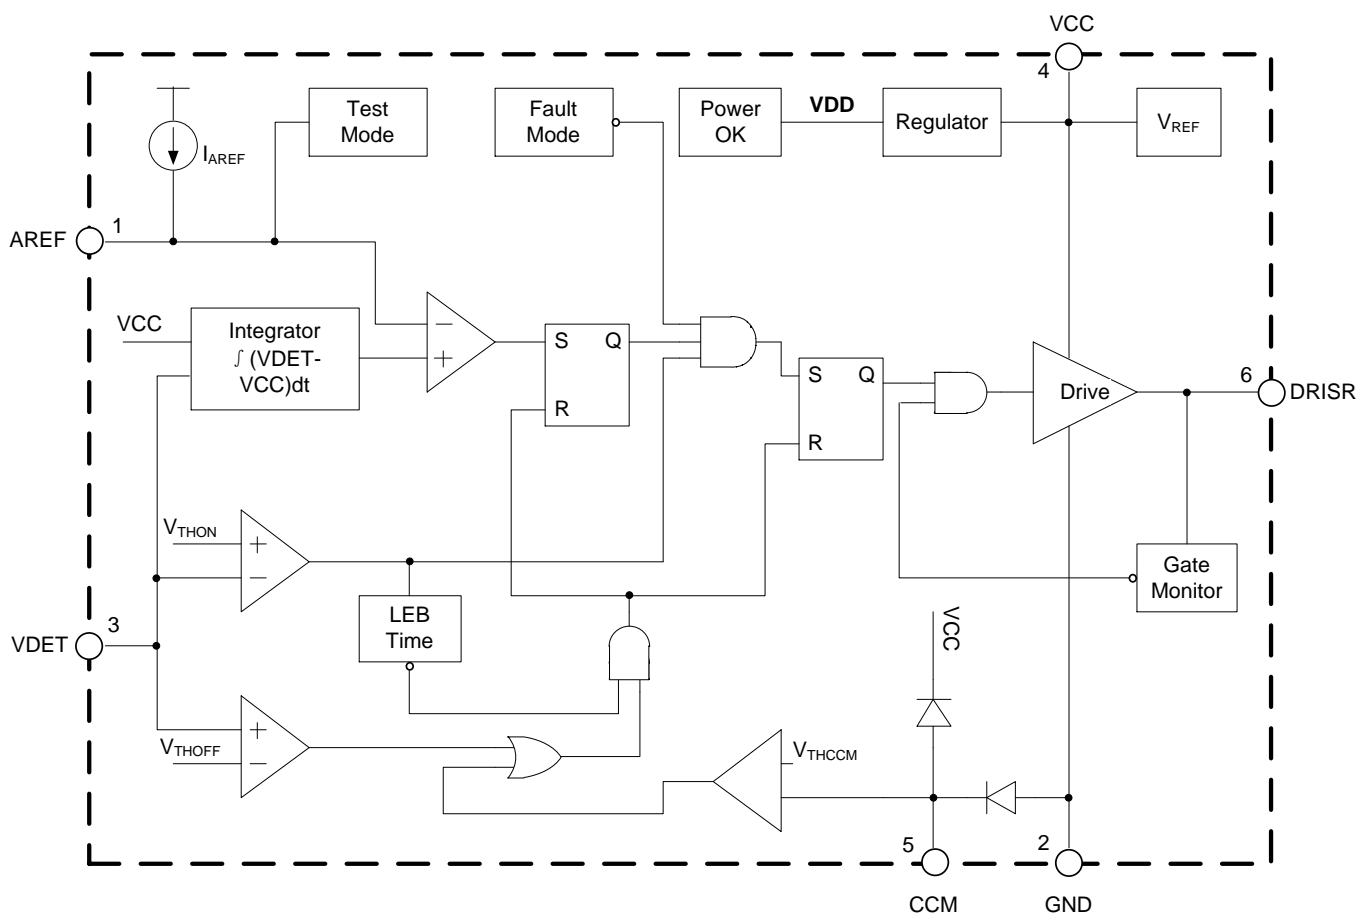 VCC
4
Test
Mode
Fault
Mode
Power
OK
VDD
Regulator
VREF
IAREF
AREF
1
VCC
Integrator
∫ (VDET-
VCC)dt
−
+
S
Q
R
S
Q
R
Drive
6
DRISR
VTHON
+
−
LEB
Time
Gate
Monitor
VDET
3
VCC
VTHOFF
+
−
VTHCCM
5
2
CCM
GND